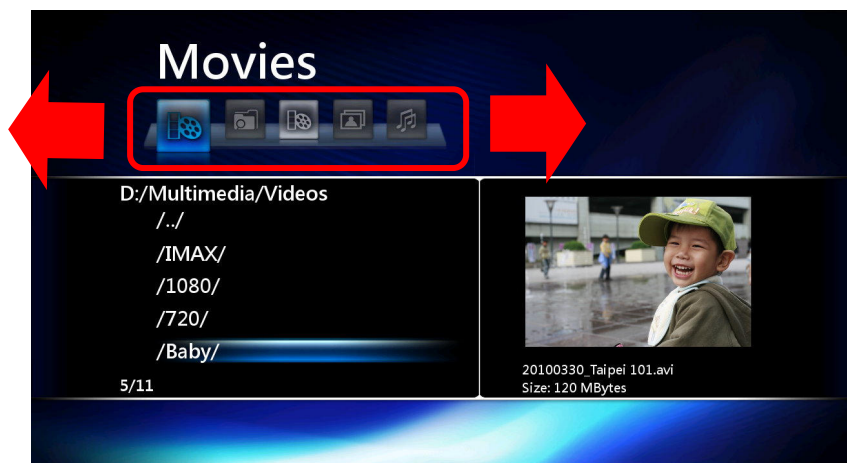 Movies
D:/Multimedia/Videos
/../
/IMAX/
/1080/
/720/
/Baby/
5/11
20100330_Taipei 101.avi
Size: 120 MBytes